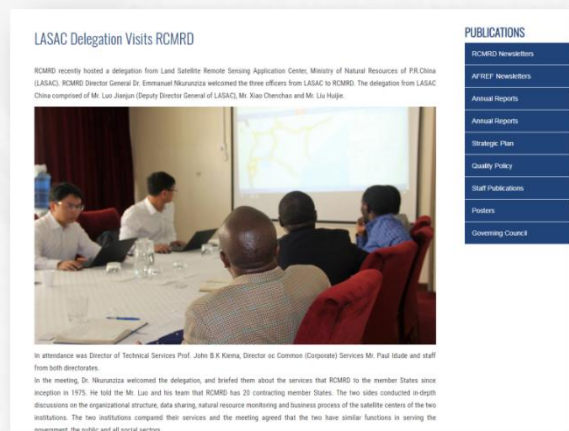 LASAC Delegation Visits RCMRD
RCMRD recently hosted a delegation from Land Satellite Remote Sensing Application Center, Ministry of Natural Resources of P.R.China
(LASAC). RCMRD Director General Dr. Emmanuel Nkurunziza welcomed the three officers from LASAC to RCMRD. The delegation from LASAC
China comprised of Mr. Luo Jianjun (Deputy Director General of LASAC), Mr. Xiao Chenchao and Mr. Liu Huijie.
In attendance was Director of Technical Services Prof. John B.K Kiema, Director oc Common (Corporate) Services Mr. Paul Idude and staff
from both directorates.
In the meeting, Dr. Nkurunziza welcomed the delegation, and briefed them about the services that RCMRD to the member States since
inception in 1975. He told the Mr. Luo and his team that RCMRD has 20 contracting member States. The two sides conducted in-depth
discussions on the organizational structure, data sharing, natural resource monitoring and business process of the satellite centers of the two
institutions. The two institutions compared their services and the meeting agreed that the two have similar functions in serving the
government, the public and all social sectors.
PUBLICATIONS
RCMRD Newsletters
AFREF Newsletters
Annual Reports
Annual Reports
Strategic Plan
Quality Policy
Staff Publications
Posters
Governing Council